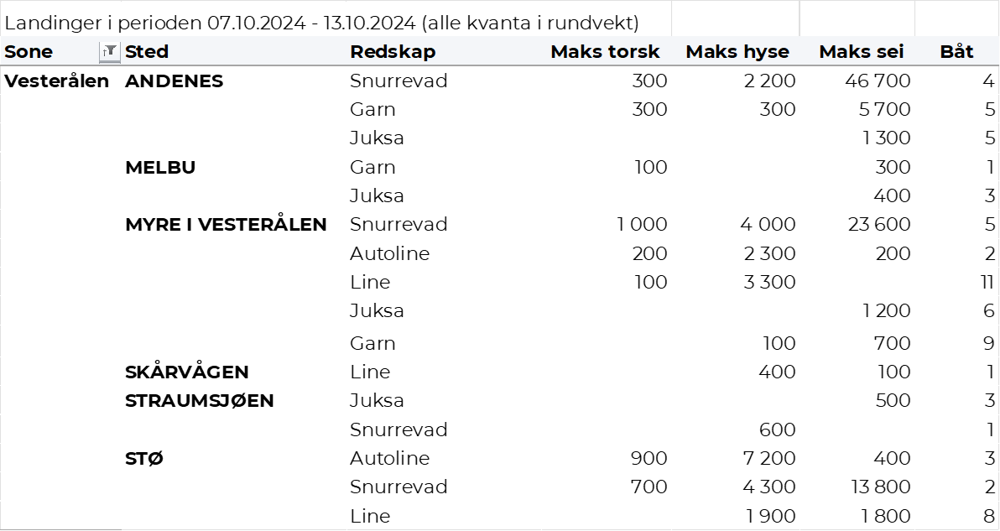 Landinger i perioden 07.10.2024 - 13.10.2024 (alle kvanta i rundvekt)
Sone Sted Redskap Maks torsk Maks hyse Maks sei Båt
Vesterålen ANDENES Snurrevad 300 2 200 46 700 4
Garn 300 300 5 700 5
Juksa 1 300 5
MELBU Garn 100 300 1
Juksa 400 3
MYRE I VESTERÅLEN Snurrevad 1 000 4 000 23 600 5
Autoline 200 2 300 200 2
Line 100 3 300 11
Juksa 1 200 6
Garn 100 700 9
SKÅRVÅGEN Line 400 100 1
STRAUMSJØEN Juksa 500 3
Snurrevad 600 1
STØ Autoline 900 7 200 400 3
Snurrevad 700 4 300 13 800 2
Line 1 900 1 800 8